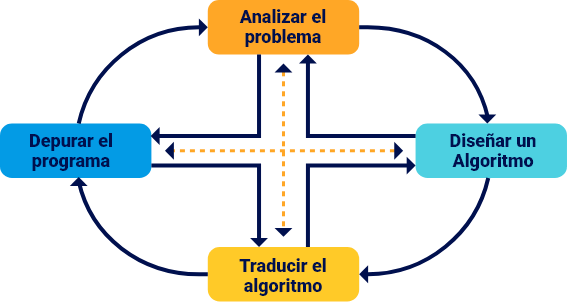 Analizar el
problema
Depurar el
programa
Diseñar un
Algoritmo
Traducir el
algoritmo